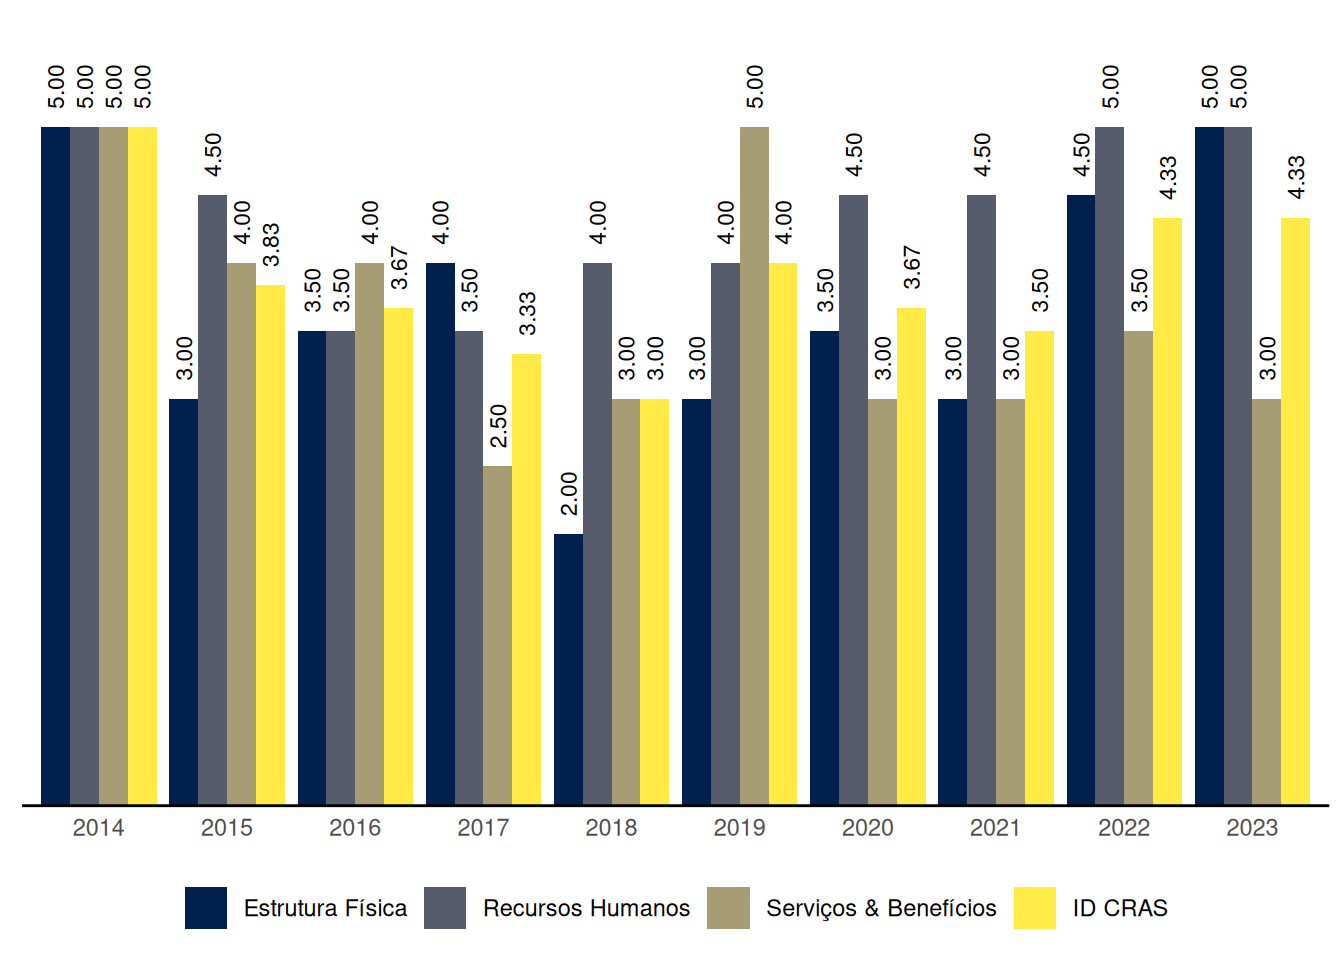 5.00 5.00 5.00 5.00
3.00 4.50 4.00 3.83
3.50 3.50 4.00 3.67
4.00 3.50 2.50 3.33
2.00 4.00 3.00 3.00
3.00 4.00 5.00 4.00
3.50 4.50 3.00 3.67
3.00 4.50 3.00 3.50
4.50 5.00 3.50 4.33
5.00 5.00 3.00 4.33
2014 2015 2016 2017 2018 2019 2020 2021 2022 2023
Estrutura Física Recursos Humanos Serviços & Benefícios ID CRAS